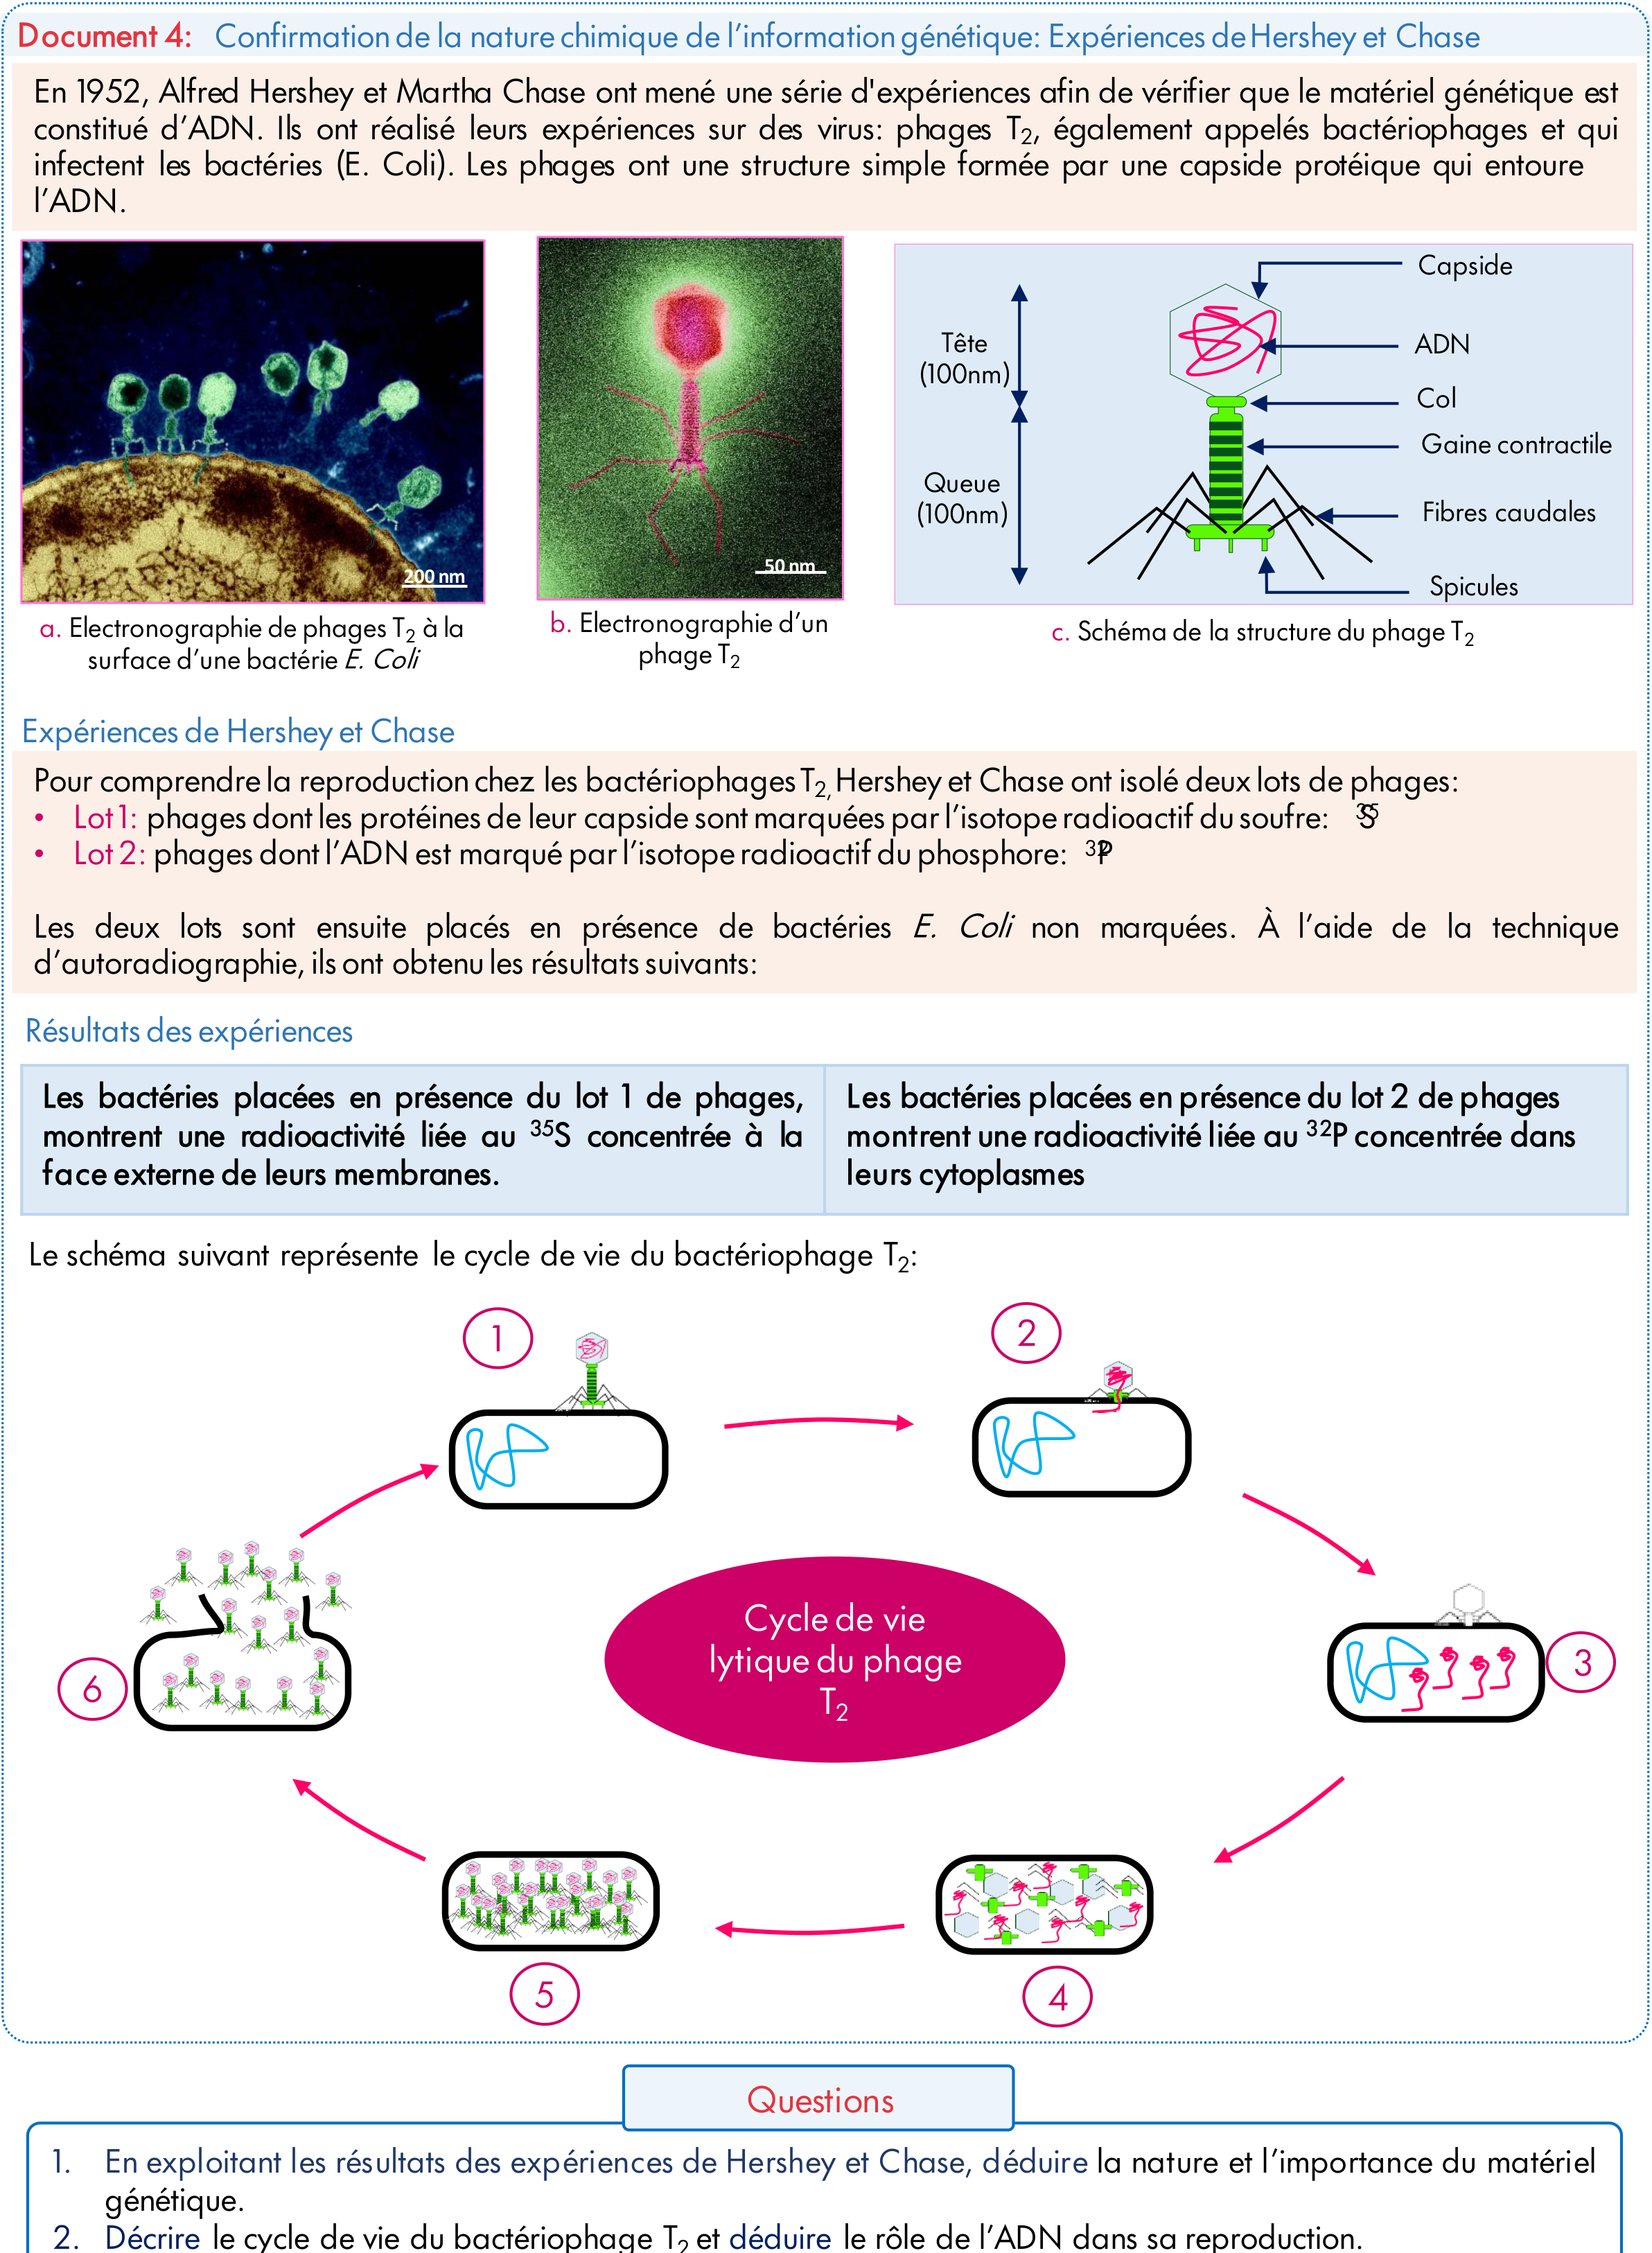 Document 4: Confirmation de la nature chimique de l'information génétique: Expériences de Hershey et Chase
En 1952, Alfred Hershey et Martha Chase ont mené une série d'expériences afin de vérifier que le matériel génétique est
constitué d'ADN. Ils ont réalisé leurs expériences sur des virus: phages T₂, également appelés bactériophages et qui
infectent les bactéries (E. Coli). Les phages ont une structure simple formée par une capside protéique qui entoure
l'ADN.
200 nm
a. Electronographie de phages T₂ à la
surface d'une bactérie E. Coli
50 nm
b. Electronographie d'un
phage T₂
Tête
(100nm)
Queue
(100nm)
Capside
ADN
Col
Gaine contractile
Fibres caudales
Spicules
c. Schéma de la structure du phage T₂
Expériences de Hershey et Chase
Pour comprendre la reproduction chez les bactériophages T₂, Hershey et Chase ont isolé deux lots de phages:
• Lot 1: phages dont les protéines de leur capside sont marquées par l'isotope radioactif du soufre: ³⁵S
• Lot 2: phages dont l'ADN est marqué par l'isotope radioactif du phosphore: ³²P
Les deux lots sont ensuite placés en présence de bactéries E. Coli non marquées. À l'aide de la technique
d'autoradiographie, ils ont obtenu les résultats suivants:
Résultats des expériences
Les bactéries placées en présence du lot 1 de phages,
montrent une radioactivité liée au ³⁵S concentrée à la
face externe de leurs membranes.
Les bactéries placées en présence du lot 2 de phages
montrent une radioactivité liée au ³²P concentrée dans
leurs cytoplasmes
Le schéma suivant représente le cycle de vie du bactériophage T₂:
1
2
3
4
5
6
Cycle de vie
lytique du phage
T₂
Questions
1. En exploitant les résultats des expériences de Hershey et Chase, déduire la nature et l'importance du matériel
génétique.
2. Décrire le cycle de vie du bactériophage T₂ et déduire le rôle de l'ADN dans sa reproduction.